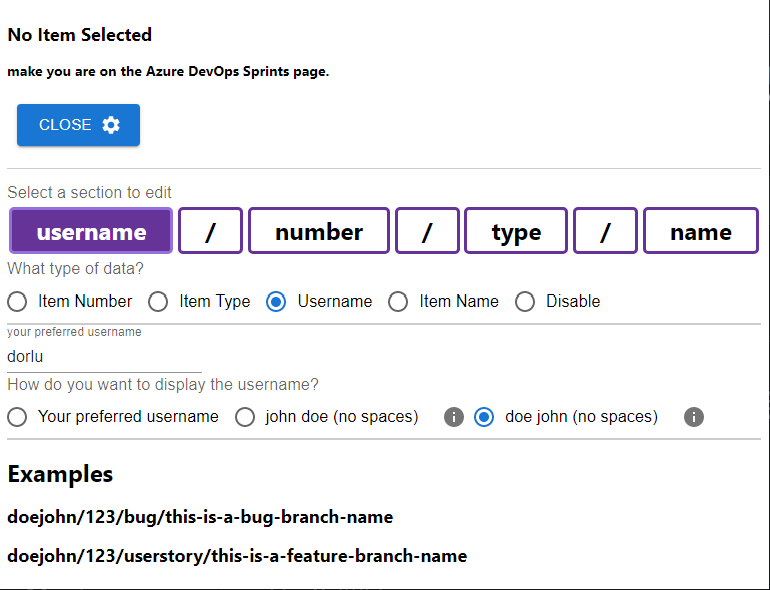 No Item Selected
make you are on the Azure DevOps Sprints page.
CLOSE
Select a section to edit
username / number / type / name
What type of data?
Item Number Item Type Username Item Name Disable
your preferred username
dorlu
How do you want to display the username?
Your preferred username john doe (no spaces) i doe john (no spaces) i
Examples
doejohn/123/bug/this-is-a-bug-branch-name
doejohn/123/userstory/this-is-a-feature-branch-name